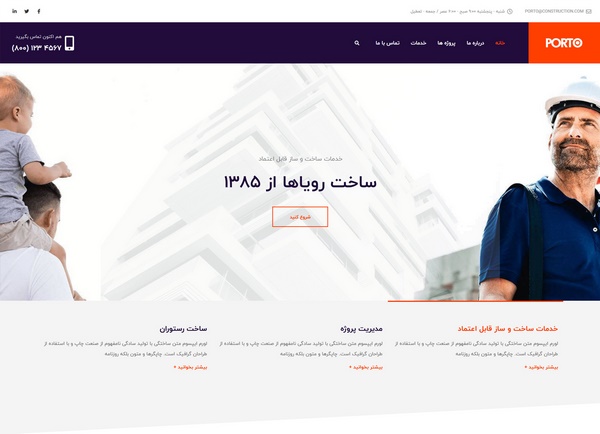 PORTO@CONSTRUCTION.COM
شنبه - پنجشنبه ۹:۰۰ صبح - ۶:۰۰ عصر / جمعه - تعطیل
PORTO
خانه
درباره ما
پروژه ها
خدمات
تماس با ما
هم اکنون تماس بگیرید
(۸۰۰) ۱۲۳ ۴۵۶۷
خدمات ساخت و ساز قابل اعتماد
ساخت رویاها از ۱۳۸۵
شروع کنید
خدمات ساخت و ساز قابل اعتماد
لورم ایپسوم متن ساختگی با تولید سادگی نامفهوم از صنعت چاپ و با استفاده از
طراحان گرافیک است. چاپگرها و متون بلکه روزنامه
بیشتر بخوانید +
مدیریت پروژه
لورم ایپسوم متن ساختگی با تولید سادگی نامفهوم از صنعت چاپ و با استفاده از
طراحان گرافیک است. چاپگرها و متون بلکه روزنامه
بیشتر بخوانید +
ساخت رستوران
لورم ایپسوم متن ساختگی با تولید سادگی نامفهوم از صنعت چاپ و با استفاده از
طراحان گرافیک است. چاپگرها و متون بلکه روزنامه
بیشتر بخوانید +